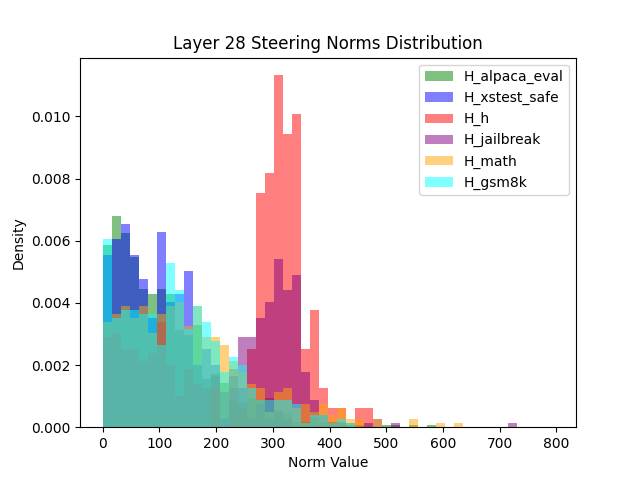 Layer 28 Steering Norms Distribution
H_alpaca_eval
H_xstest_safe
H_h
H_jailbreak
H_math
H_gsm8k
0.010
0.008
0.006
0.004
0.002
0.000
Density
0 100 200 300 400 500 600 700 800
Norm Value